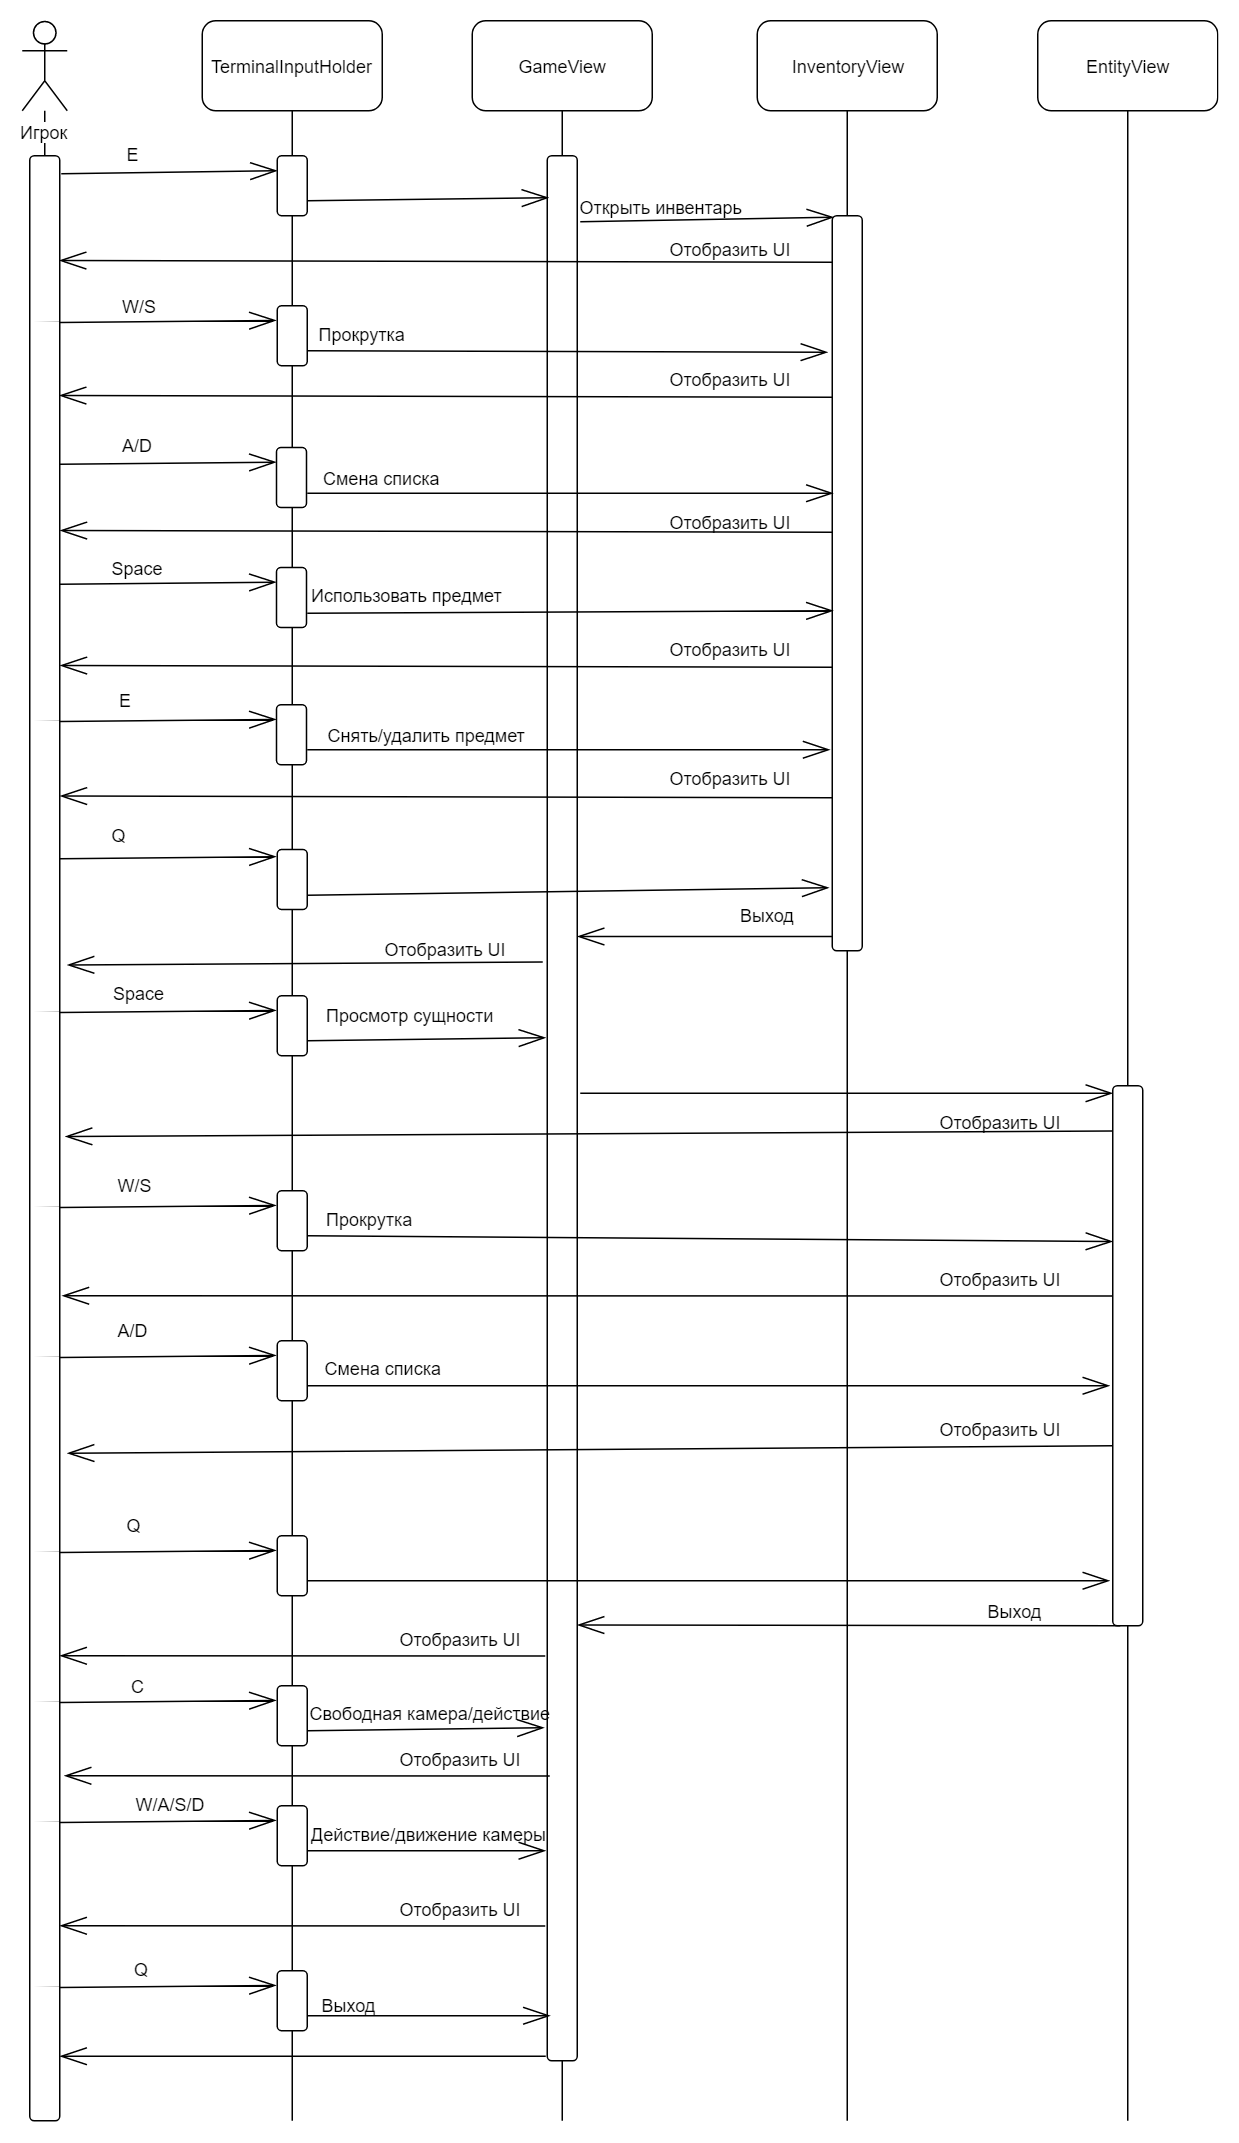 TerminalInputHolder
GameView
InventoryView
EntityView
Игрок
E
Открыть инвентарь
Отобразить UI
W/S
Прокрутка
Отобразить UI
A/D
Смена списка
Отобразить UI
Space
Использовать предмет
Отобразить UI
E
Снять/удалить предмет
Отобразить UI
Q
Выход
Отобразить UI
Space
Просмотр сущности
Отобразить UI
W/S
Прокрутка
Отобразить UI
A/D
Смена списка
Отобразить UI
Q
Выход
Отобразить UI
C
Свободная камера/действие
Отобразить UI
W/A/S/D
Действие/движение камеры
Отобразить UI
Q
Выход